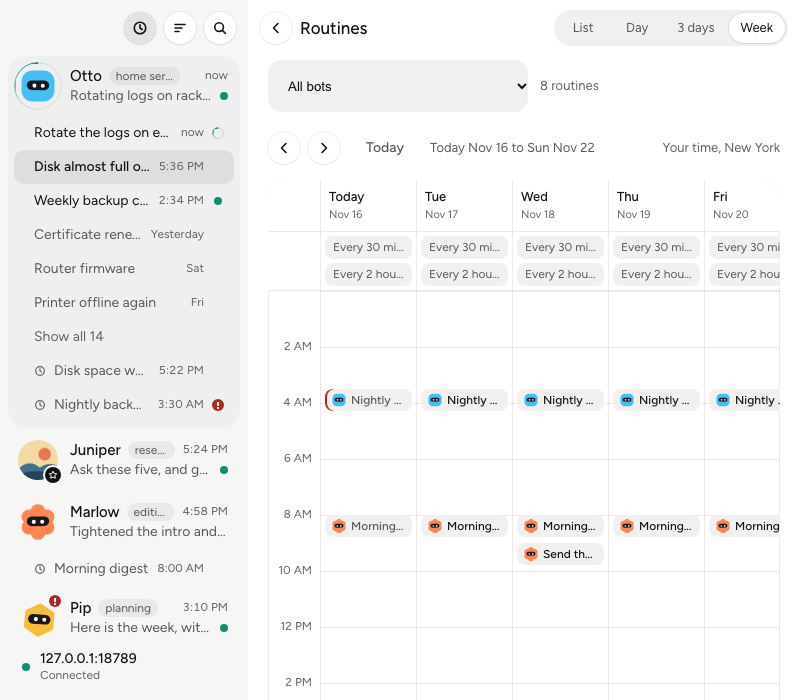 Otto home ser... now
Rotating logs on rack...
Rotate the logs on e... now
Disk almost full o... 5:36 PM
Weekly backup c... 2:34 PM
Certificate rene... Yesterday
Router firmware Sat
Printer offline again Fri
Show all 14
Disk space w... 5:22 PM
Nightly back... 3:30 AM
Juniper rese... 5:24 PM
Ask these five, and g...
Marlow editi... 4:58 PM
Tightened the intro and...
Morning digest 8:00 AM
Pip planning 3:10 PM
Here is the week, wit...
127.0.0.1:18789
Connected
Routines
List Day 3 days Week
All bots 8 routines
Today Today Nov 16 to Sun Nov 22 Your time, New York
Today Tue Wed Thu Fri
Nov 16 Nov 17 Nov 18 Nov 19 Nov 20
Every 30 mi... Every 30 mi... Every 30 mi... Every 30 mi... Every 30 mi
Every 2 hou... Every 2 hou... Every 2 hou... Every 2 hou... Every 2 hou
2 AM
4 AM Nightly ... Nightly ... Nightly ... Nightly ... Nightly .
6 AM
8 AM
Morning... Morning... Morning... Morning... Morning
Send th...
10 AM
12 PM
2 PM